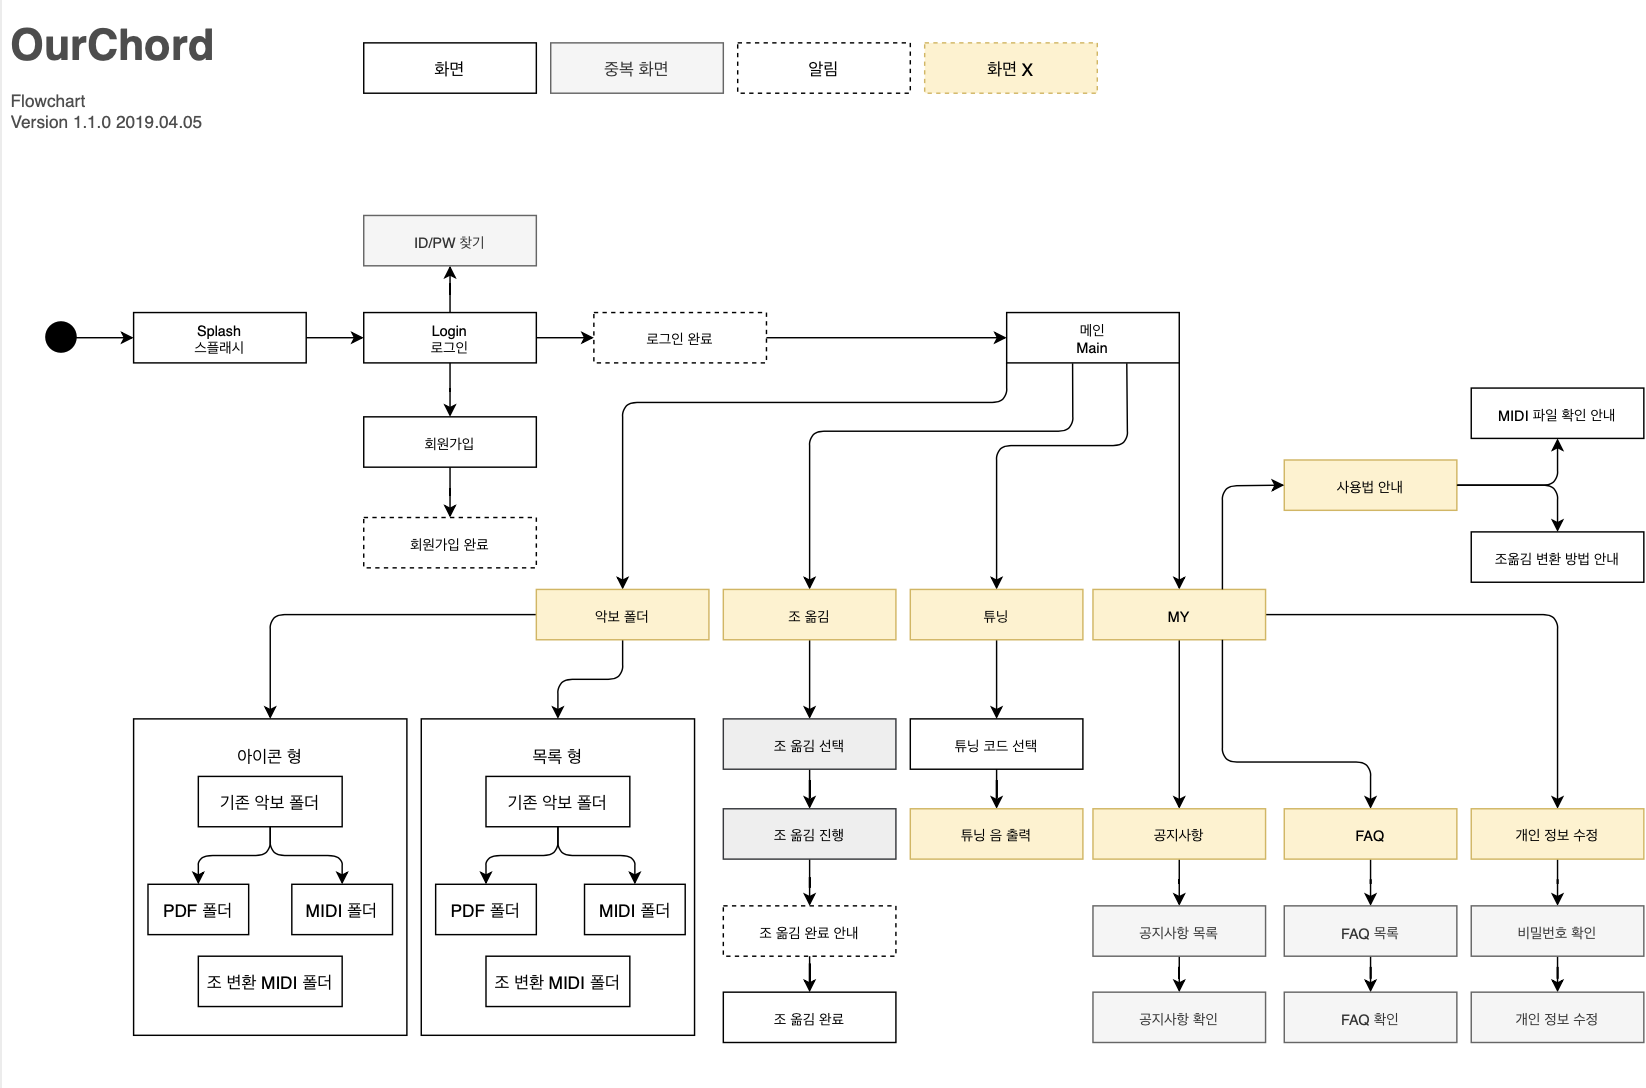 OurChord
Flowchart
Version 1.1.0 2019.04.05
화면
중복 화면
알림
화면 X
ID/PW 찾기
Splash
스플래시
Login
로그인
로그인 완료
메인
Main
회원가입
회원가입 완료
MIDI 파일 확인 안내
사용법 안내
조옮김 변환 방법 안내
악보 폴더
조 옮김
튜닝
MY
아이콘 형
기존 악보 폴더
PDF 폴더
MIDI 폴더
조 변환 MIDI 폴더
목록 형
기존 악보 폴더
PDF 폴더
MIDI 폴더
조 변환 MIDI 폴더
조 옮김 선택
조 옮김 진행
조 옮김 완료 안내
조 옮김 완료
튜닝 코드 선택
튜닝 음 출력
공지사항
공지사항 목록
공지사항 확인
FAQ
FAQ 목록
FAQ 확인
개인 정보 수정
비밀번호 확인
개인 정보 수정